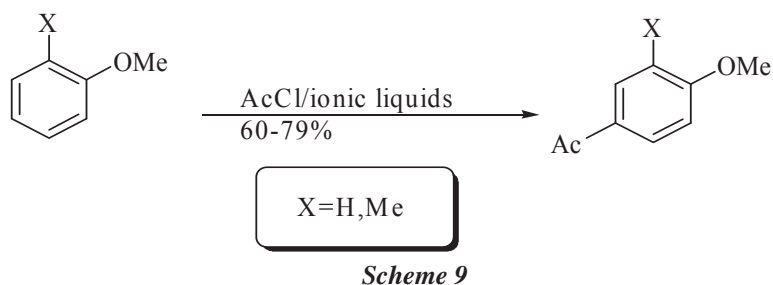 X
OMe
AcCl/ionic liquids
60-79%
X
OMe
Ac
X=H,Me
Scheme 9